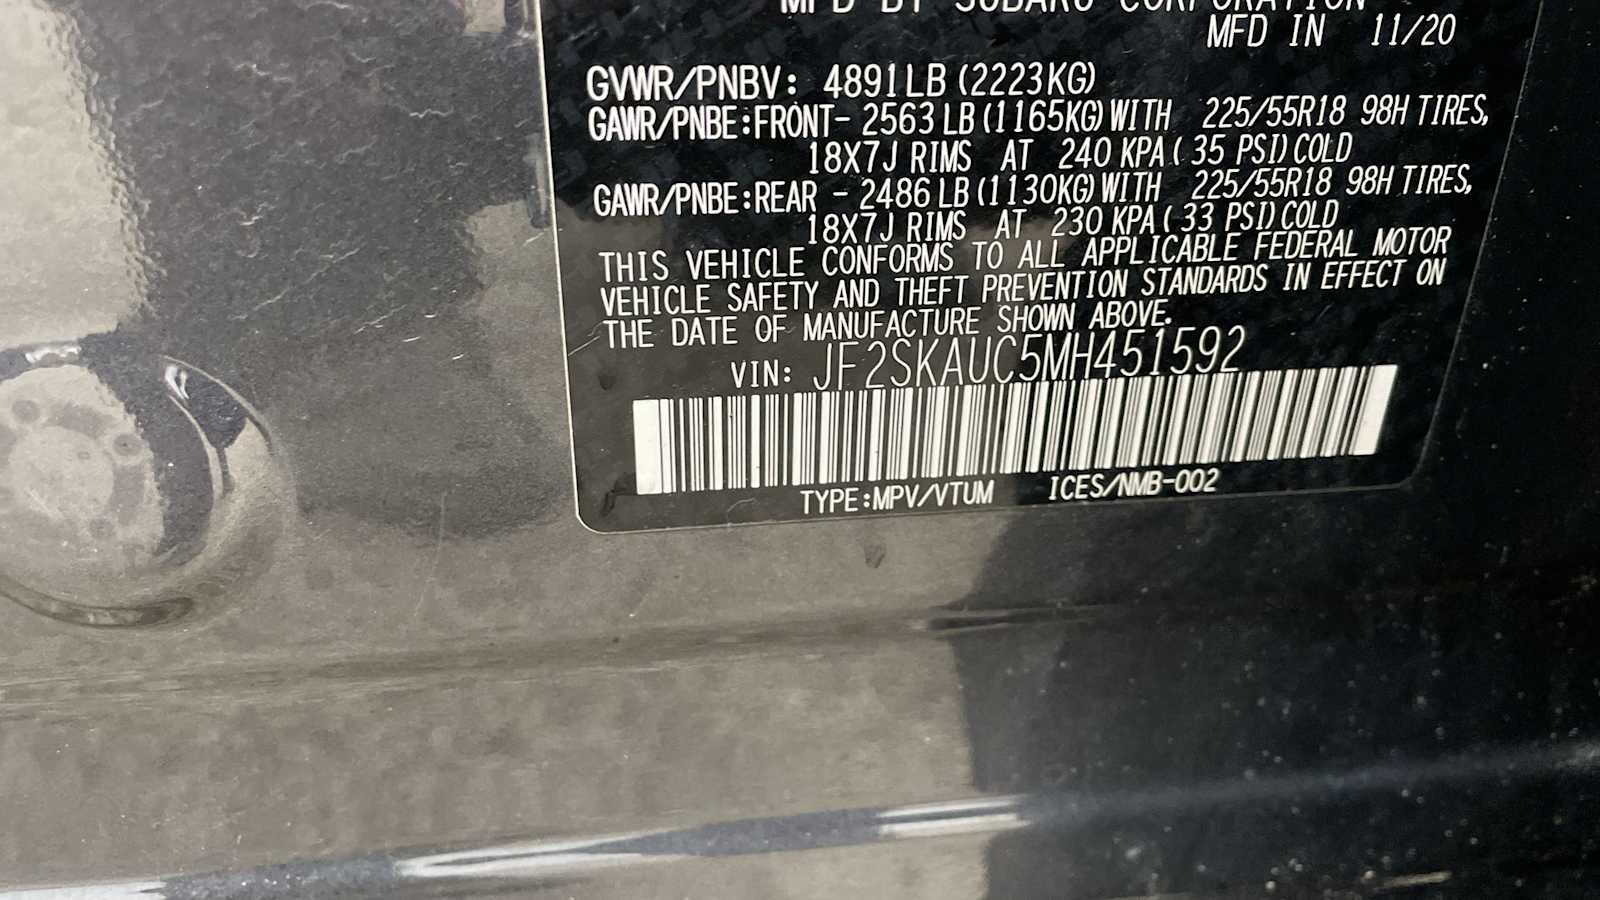 MFD BY SUBARU CORPORATION
MFD IN 11/20
GVWR/PNBV: 4891LB (2223KG)
GAWR/PNBE:FRONT- 2563 LB (1165KG) WITH 225/55R18 98H TIRES,
18X7J RIMS AT 240 KPA ( 35 PSI) COLD
GAWR/PNBE:REAR - 2486 LB (1130KG) WITH 225/55R18 98H TIRES,
18X7J RIMS AT 230 KPA ( 33 PSI) COLD
THIS VEHICLE CONFORMS TO ALL APPLICABLE FEDERAL MOTOR
VEHICLE SAFETY AND THEFT PREVENTION STANDARDS IN EFFECT ON
THE DATE OF MANUFACTURE SHOWN ABOVE.
VIN: JF2SKAUC5MH451592
TYPE:MPV/VTUM ICES/NMB-002